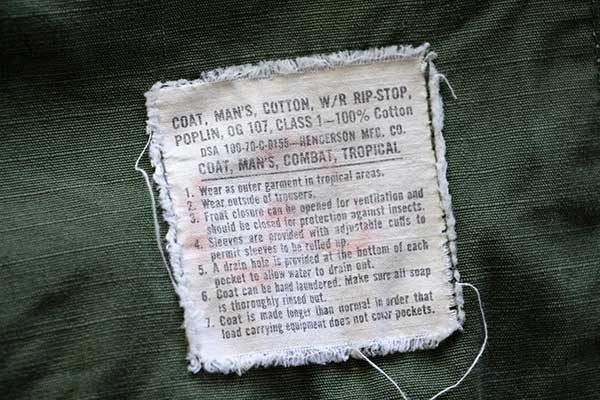 COAT, MAN'S, COTTON, W/R RIP-STOP,
POPLIN, OG 107, CLASS 1—100% Cotton
DSA 100-70-C-0155—HENDERSON MFG. CO.
COAT, MAN'S, COMBAT, TROPICAL
1. Wear as outer garment in tropical areas.
2. Wear outside of trousers.
3. Front closure can be opened for ventilation and
should be closed for protection against insects.
4. Sleeves are provided with adjustable cuffs to
permit sleeves to be rolled up.
5. A drain hole is provided at the bottom of each
pocket to allow water to drain out.
6. Coat can be hand laundered. Make sure all soap
is thoroughly rinsed out.
7. Coat is made longer than normal in order that
load carrying equipment does not cover pockets.